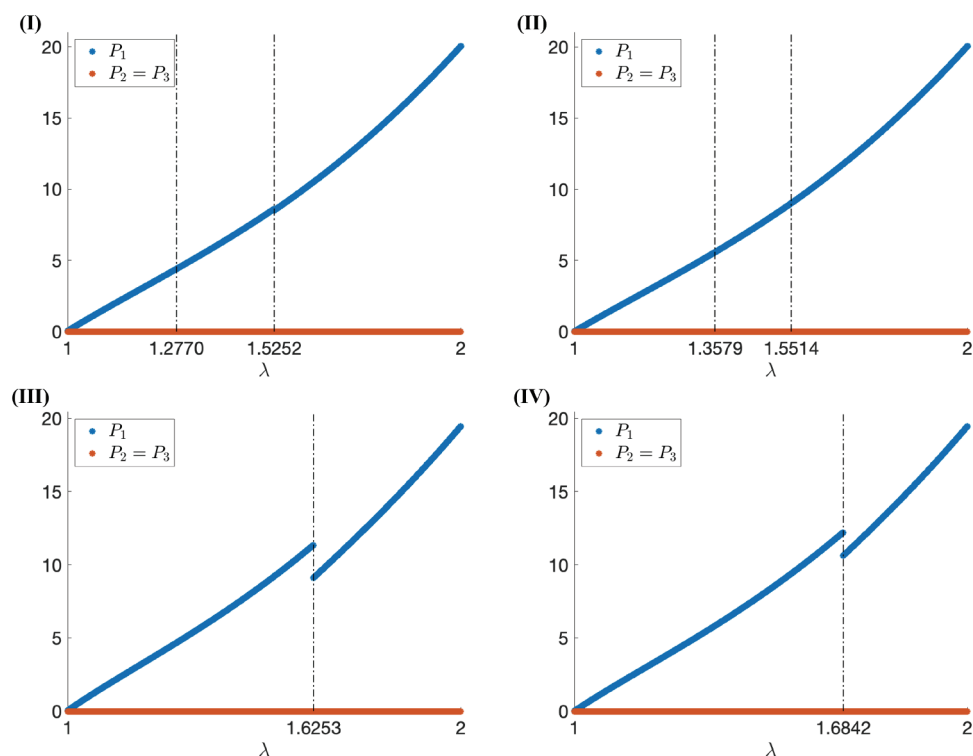 (I)
20
15
10
5
0
P₁
P₂ = P₃
1
1.2770
1.5252
2
λ
(II)
20
15
10
5
0
P₁
P₂ = P₃
1
1.3579
1.5514
2
λ
(III)
20
15
10
5
0
P₁
P₂ = P₃
1
1.6253
2
λ
(IV)
20
15
10
5
0
P₁
P₂ = P₃
1
1.6842
2
λ